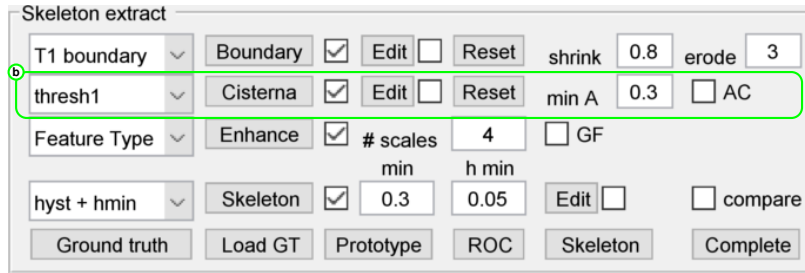 Skeleton extract
T1 boundary Boundary Edit Reset shrink 0.8 erode 3
b
thresh1 Cisterna Edit Reset min A 0.3 AC
Feature Type Enhance # scales 4 GF
min h min
hyst + hmin Skeleton 0.3 0.05 Edit compare
Ground truth Load GT Prototype ROC Skeleton Complete